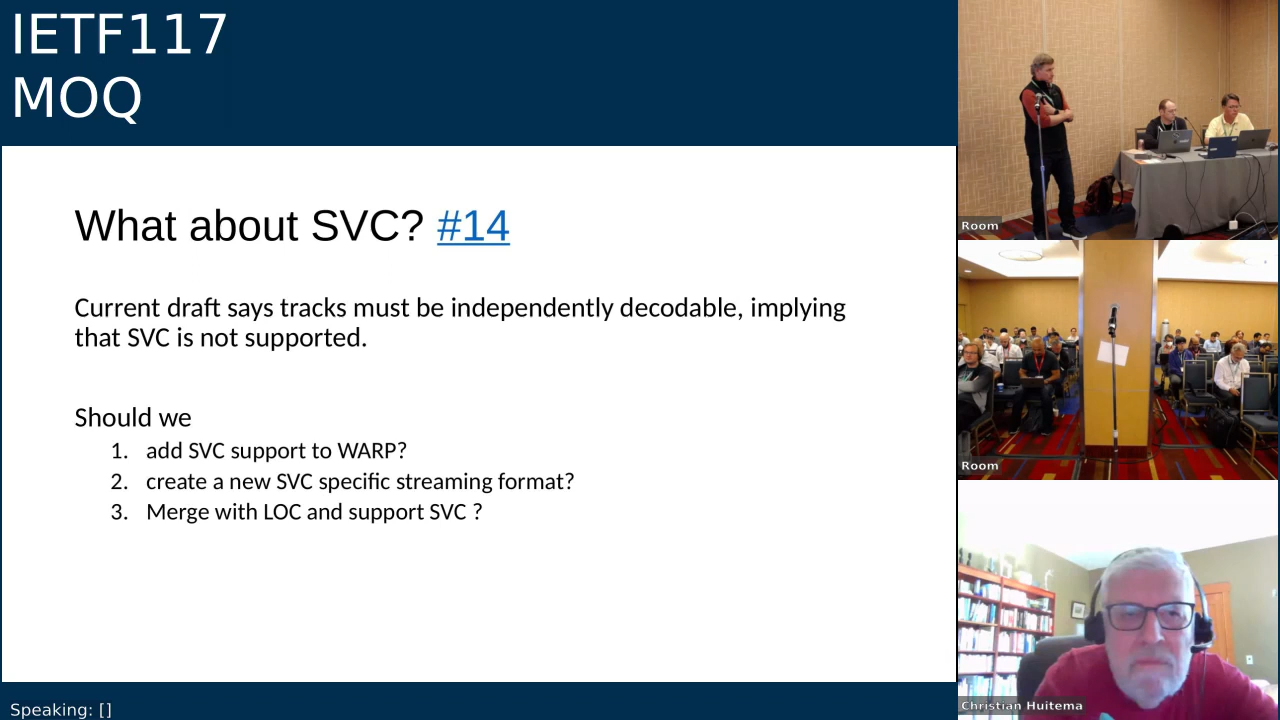 IETF117
MOQ
What about SVC? #14
Current draft says tracks must be independently decodable, implying
that SVC is not supported.
Should we
1. add SVC support to WARP?
2. create a new SVC specific streaming format?
3. Merge with LOC and support SVC ?
Speaking: []
Room
Room
Christian Huitema